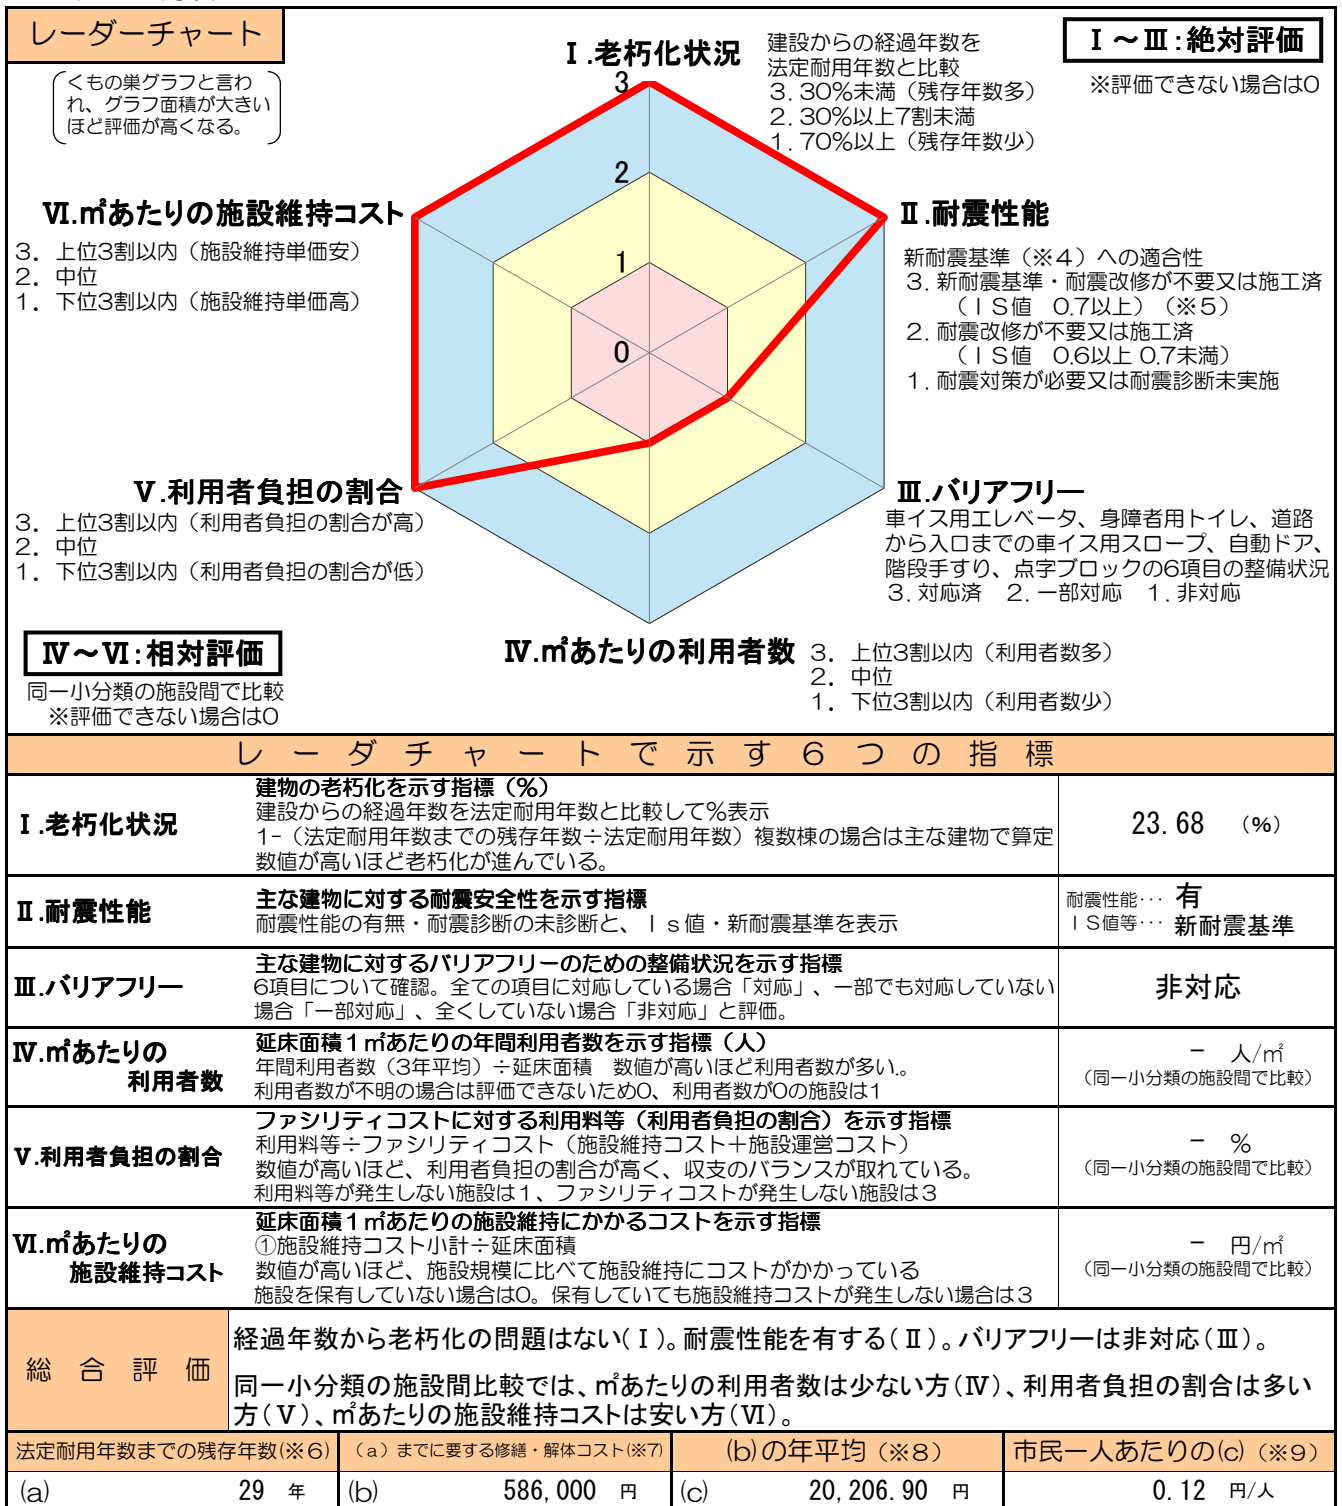 レーダーチャート
くもの巣グラフと言わ
れ、グラフ面積が大きい
ほど評価が高くなる。
Ⅰ.老朽化状況
建設からの経過年数を
法定耐用年数と比較
3. 30%未満（残存年数多）
2. 30%以上7割未満
1. 70%以上（残存年数少）
Ⅰ～Ⅲ:絶対評価
※評価できない場合は0
3
2
1
0
Ⅵ.㎡あたりの施設維持コスト
3. 上位3割以内（施設維持単価安）
2. 中位
1. 下位3割以内（施設維持単価高）
Ⅱ.耐震性能
新耐震基準（※4）への適合性
3. 新耐震基準・耐震改修が不要又は施工済
（ＩＳ値　0.7以上）（※5）
2. 耐震改修が不要又は施工済
（ＩＳ値　0.6以上 0.7未満）
1. 耐震対策が必要又は耐震診断未実施
Ⅴ.利用者負担の割合
3. 上位3割以内（利用者負担の割合が高）
2. 中位
1. 下位3割以内（利用者負担の割合が低）
Ⅲ.バリアフリー
車イス用エレベータ、身障者用トイレ、道路
から入口までの車イス用スロープ、自動ドア、
階段手すり、点字ブロックの6項目の整備状況
3. 対応済　2. 一部対応　1. 非対応
Ⅳ～Ⅵ:相対評価
同一小分類の施設間で比較
※評価できない場合は0
Ⅳ.㎡あたりの利用者数
3. 上位3割以内（利用者数多）
2. 中位
1. 下位3割以内（利用者数少）
レーダチャートで示す6つの指標
Ⅰ.老朽化状況
建物の老朽化を示す指標（%）
建設からの経過年数を法定耐用年数と比較して%表示
1-（法定耐用年数までの残存年数÷法定耐用年数）複数棟の場合は主な建物で算定
数値が高いほど老朽化が進んでいる。
23.68 （%）
Ⅱ.耐震性能
主な建物に対する耐震安全性を示す指標
耐震性能の有無・耐震診断の未診断と、Ｉｓ値・新耐震基準を表示
耐震性能… 有
ＩＳ値等… 新耐震基準
Ⅲ.バリアフリー
主な建物に対するバリアフリーのための整備状況を示す指標
6項目について確認。全ての項目に対応している場合「対応」、一部でも対応していない
場合「一部対応」、全くしていない場合「非対応」と評価。
非対応
Ⅳ.㎡あたりの
利用者数
延床面積１㎡あたりの年間利用者数を示す指標（人）
年間利用者数（3年平均）÷延床面積　数値が高いほど利用者数が多い。
利用者数が不明の場合は評価できないため0、利用者数が0の施設は1
－ 人/㎡
（同一小分類の施設間で比較）
Ⅴ.利用者負担の割合
ファシリティコストに対する利用料等（利用者負担の割合）を示す指標
利用料等÷ファシリティコスト（施設維持コスト＋施設運営コスト）
数値が高いほど、利用者負担の割合が高く、収支のバランスが取れている。
利用料等が発生しない施設は１、ファシリティコストが発生しない施設は３
－ %
（同一小分類の施設間で比較）
Ⅵ.㎡あたりの
施設維持コスト
延床面積１㎡あたりの施設維持にかかるコストを示す指標
①施設維持コスト小計÷延床面積
数値が高いほど、施設規模に比べて施設維持にコストがかかっている
施設を保有していない場合は0。保有していても施設維持コストが発生しない場合は３
－ 円/㎡
（同一小分類の施設間で比較）
総合評価
経過年数から老朽化の問題はない(Ⅰ)。耐震性能を有する(Ⅱ)。バリアフリーは非対応(Ⅲ)。
同一小分類の施設間比較では、㎡あたりの利用者数は少ない方(Ⅳ)、利用者負担の割合は多い
方(Ⅴ)、㎡あたりの施設維持コストは安い方(Ⅵ)。
法定耐用年数までの残存年数(※6)
（a）までに要する修繕・解体コスト(※7)
(b)の年平均（※8）
市民一人あたりの(c)（※9）
(a) 29 年
(b) 586,000 円
(c) 20,206.90 円
0.12 円/人